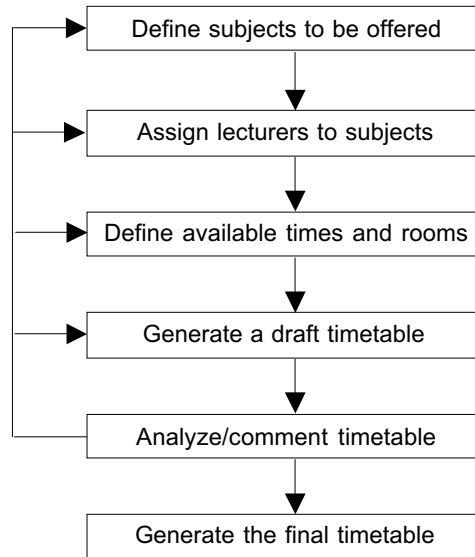 Define subjects to be offered
Assign lecturers to subjects
Define available times and rooms
Generate a draft timetable
Analyze/comment timetable
Generate the final timetable